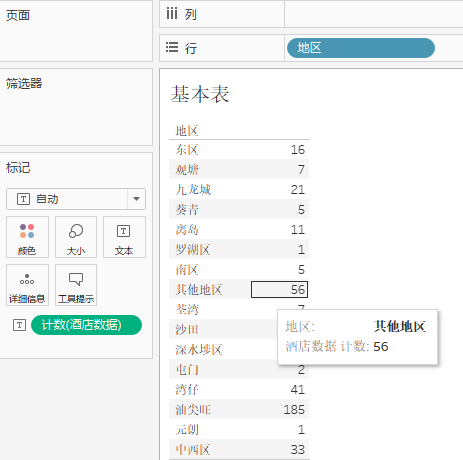 页面
筛选器
标记
自动
颜色
大小
文本
详细信息
工具提示
计数(酒店数据)
列
行
地区
基本表
地区
东区 16
观塘 7
九龙城 21
葵青 5
离岛 11
罗湖区 1
南区 5
其他地区 56
荃湾 7
沙田
深水埗区
屯门 2
湾仔 41
油尖旺 185
元朗 1
中西区 33
地区: 其他地区
酒店数据 计数: 56